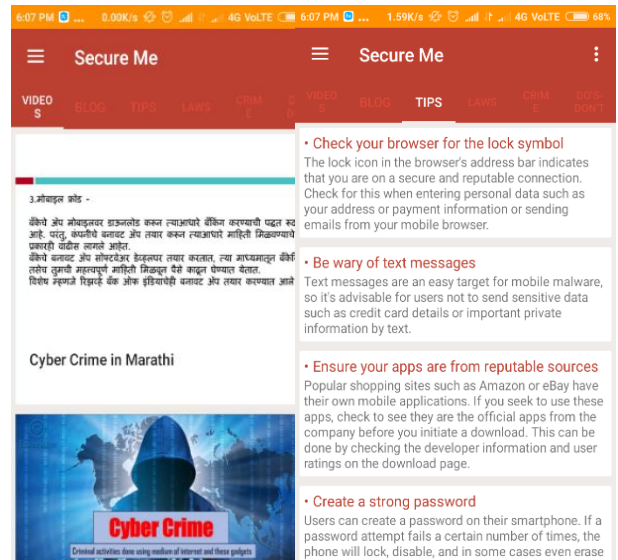 6:07 PM ... 0.00K/s 4G VoLTE
Secure Me
VIDEO
S
BLOG
TIPS
LAWS
CRIM
D
D
3.मोबाइल फ्रॉड -
बँकेचे अॅप मोबाइलवर डाऊनलोड करून त्याआधारे बँकिंग करण्याची पद्धत
आहे. परंतु, कंपनीचे बनावट अॅप तयार करून त्याआधारे माहिती मिळवण्याचे
प्रकारही वाढीस लागले आहेत.
बँकेचे बनावट अॅप सोफ्टवेअर डेव्हलपर तयार करतात, त्या माध्यमातून
तसेच तुमची महत्त्वपूर्ण माहिती मिळवून पैसे काढून घेण्यात येतात.
विशेष म्हणजे रिझर्व्ह बँक ओफ इंडियाचेही बनावट अॅप तयार करण्यात आले
Cyber Crime in Marathi
Cyber Crime
Criminal activities done using medium of internet and these gadgets
6:07 PM ... 1.59K/s 4G VoLTE 68%
Secure Me
VIDEO
S
BLOG
TIPS
LAWS
CRIM
E
DO'S-
DON'T
• Check your browser for the lock symbol
The lock icon in the browser's address bar indicates
that you are on a secure and reputable connection.
Check for this when entering personal data such as
your address or payment information or sending
emails from your mobile browser.
• Be wary of text messages
Text messages are an easy target for mobile malware,
so it's advisable for users not to send sensitive data
such as credit card details or important private
information by text.
• Ensure your apps are from reputable sources
Popular shopping sites such as Amazon or eBay have
their own mobile applications. If you seek to use these
apps, check to see they are the official apps from the
company before you initiate a download. This can be
done by checking the developer information and user
ratings on the download page.
• Create a strong password
Users can create a password on their smartphone. If a
password attempt fails a certain number of times, the
phone will lock, disable, and in some cases even erase